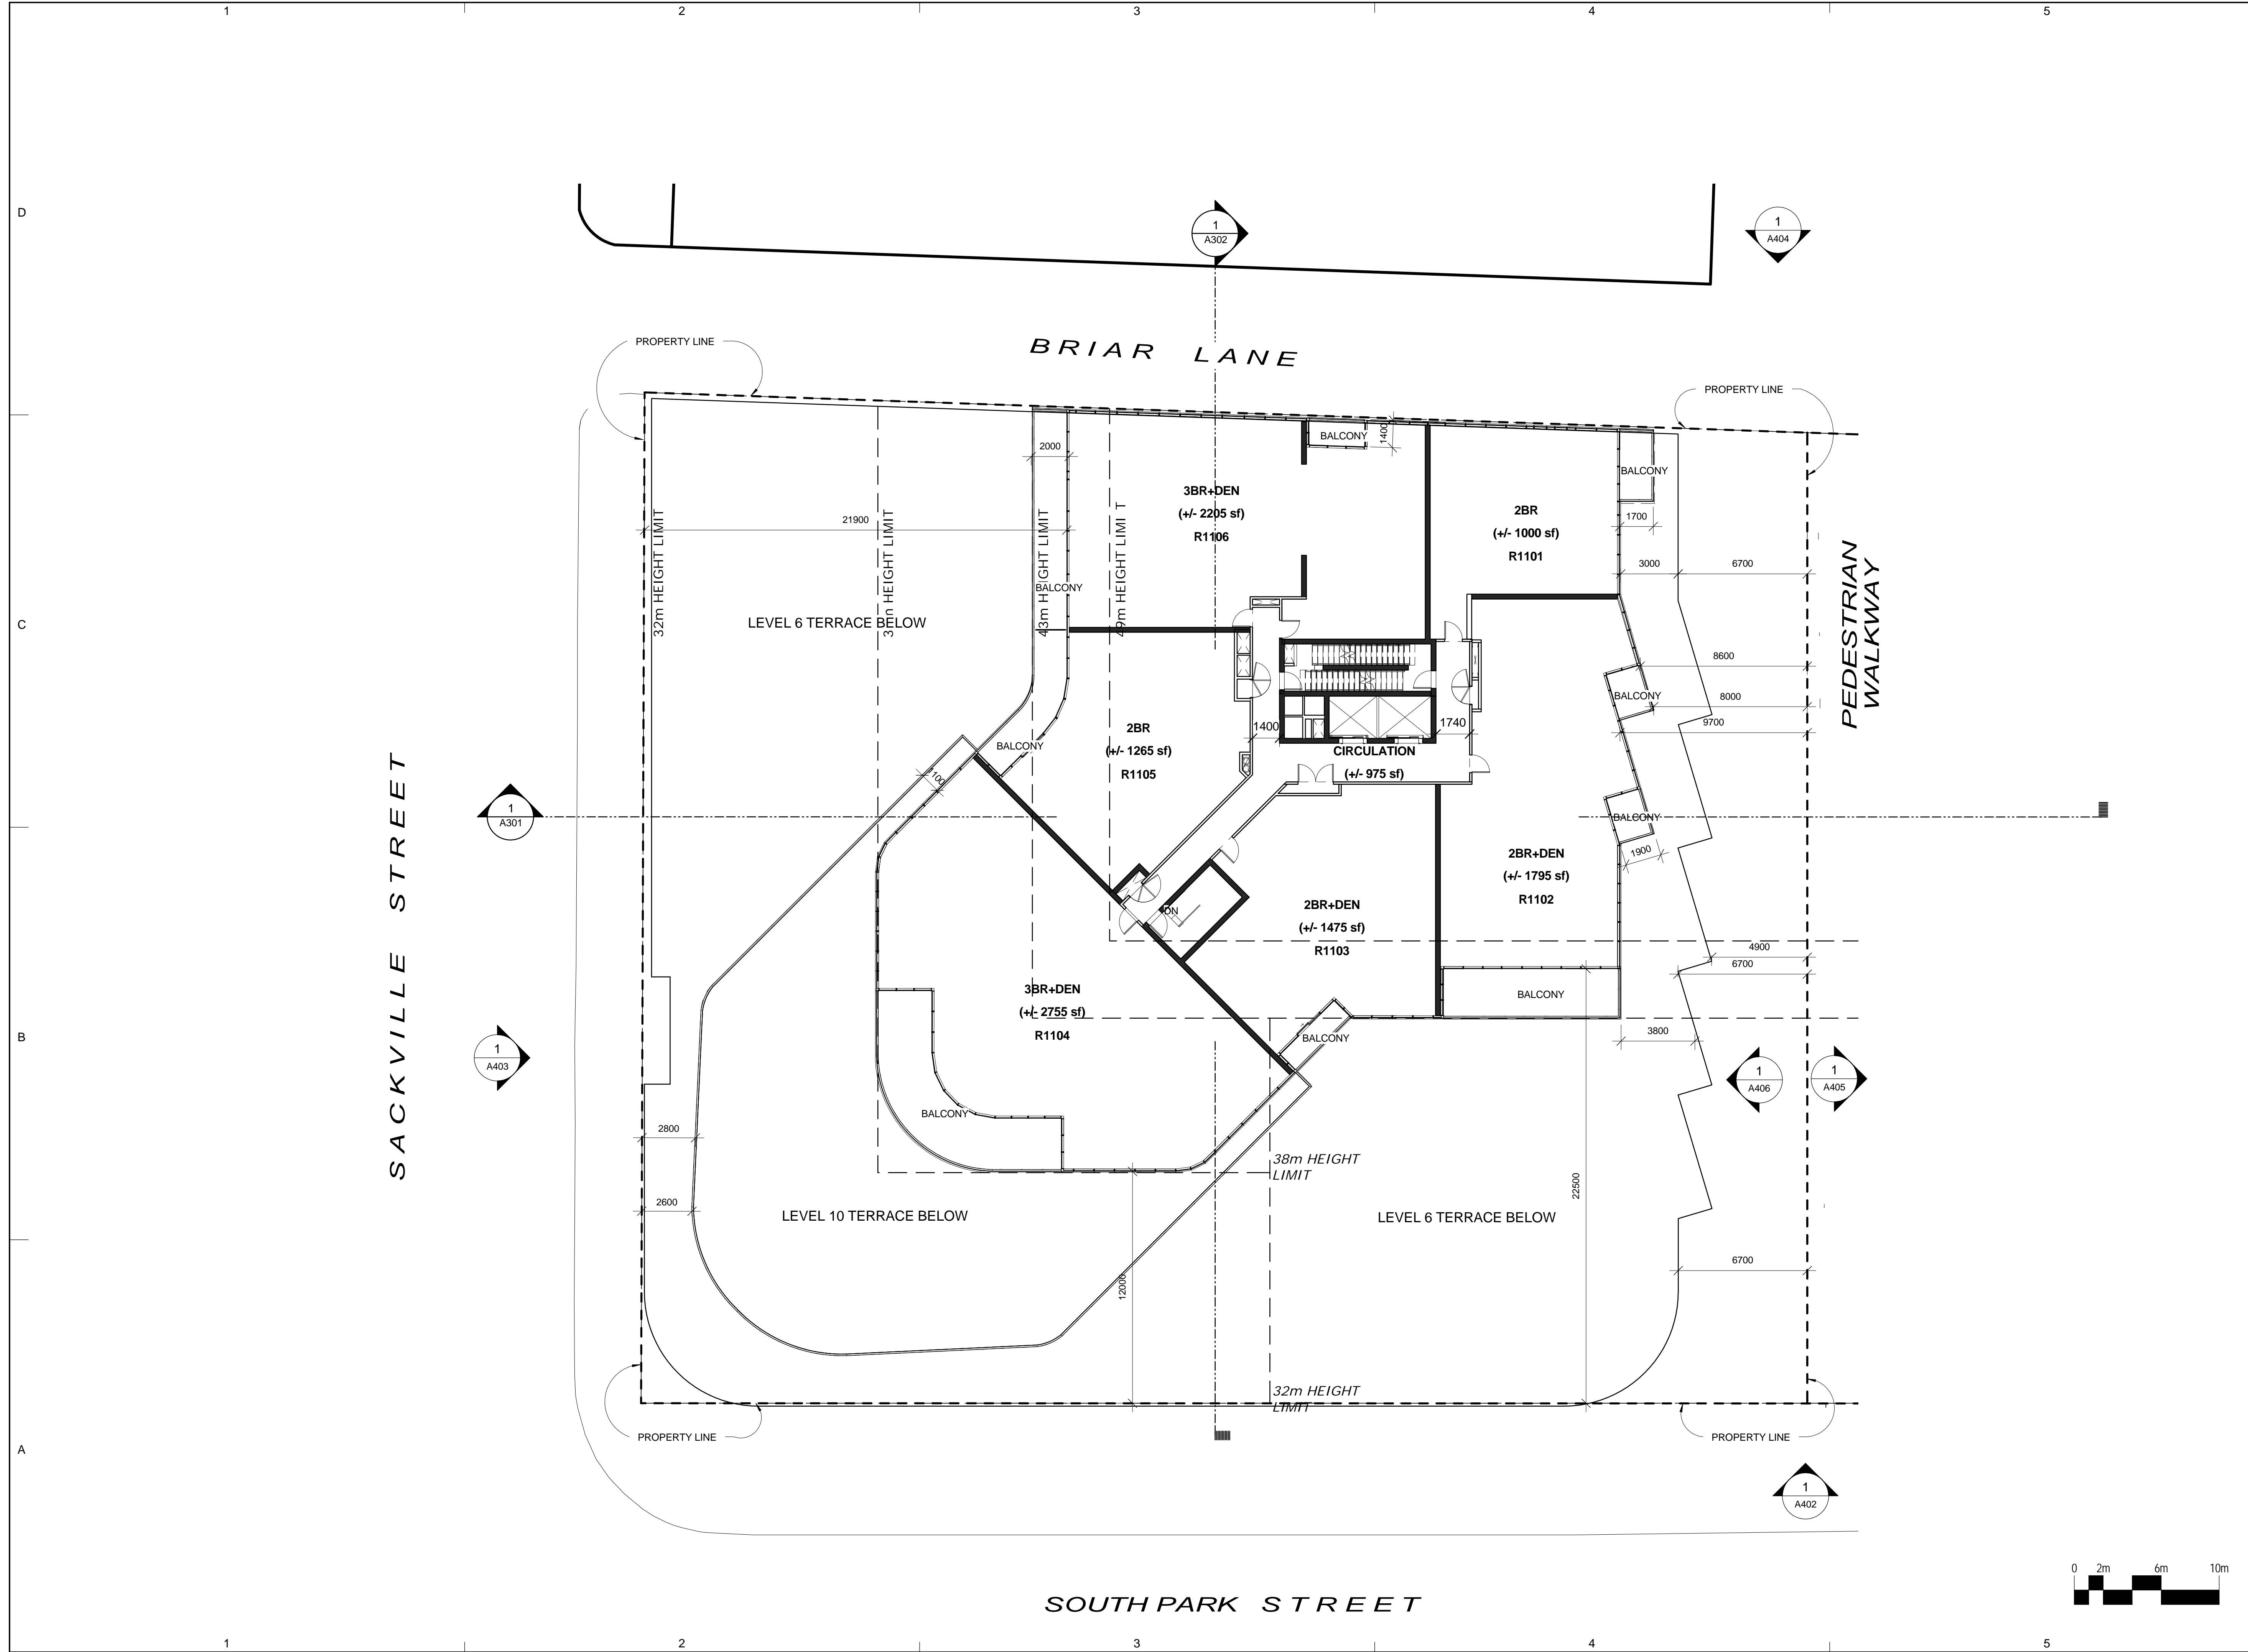 1
2
3
4
5
D
C
B
A
1
A302
1
A404
BRIAR LANE
PROPERTY LINE
PROPERTY LINE
BALCONY
1400
2000
3BR+DEN
(+/- 2205 sf)
R1106
2BR
(+/- 1000 sf)
R1101
BALCONY
1700
21900
32m HEIGHT LIMIT
HEIGHT LIMIT
43m HEIGHT LIMIT
49m HEIGHT LIMIT
3000
6700
PEDESTRIAN
WALKWAY
BALCONY
LEVEL 6 TERRACE BELOW
8600
BALCONY
8000
9700
2BR
(+/- 1265 sf)
R1105
1400
1740
BALCONY
CIRCULATION
(+/- 975 sf)
1100
1
A301
BALCONY
1900
2BR+DEN
(+/- 1795 sf)
R1102
SACKVILLE STREET
DN
2BR+DEN
(+/- 1475 sf)
R1103
4900
6700
3BR+DEN
(+/- 2755 sf)
R1104
BALCONY
BALCONY
3800
1
A403
1
A406
1
A405
BALCONY
2800
38m HEIGHT
LIMIT
22500
2600
LEVEL 10 TERRACE BELOW
LEVEL 6 TERRACE BELOW
6700
12000
32m HEIGHT
LIMIT
PROPERTY LINE
PROPERTY LINE
1
A402
0 2m 6m 10m
SOUTH PARK STREET
1
2
3
4
5